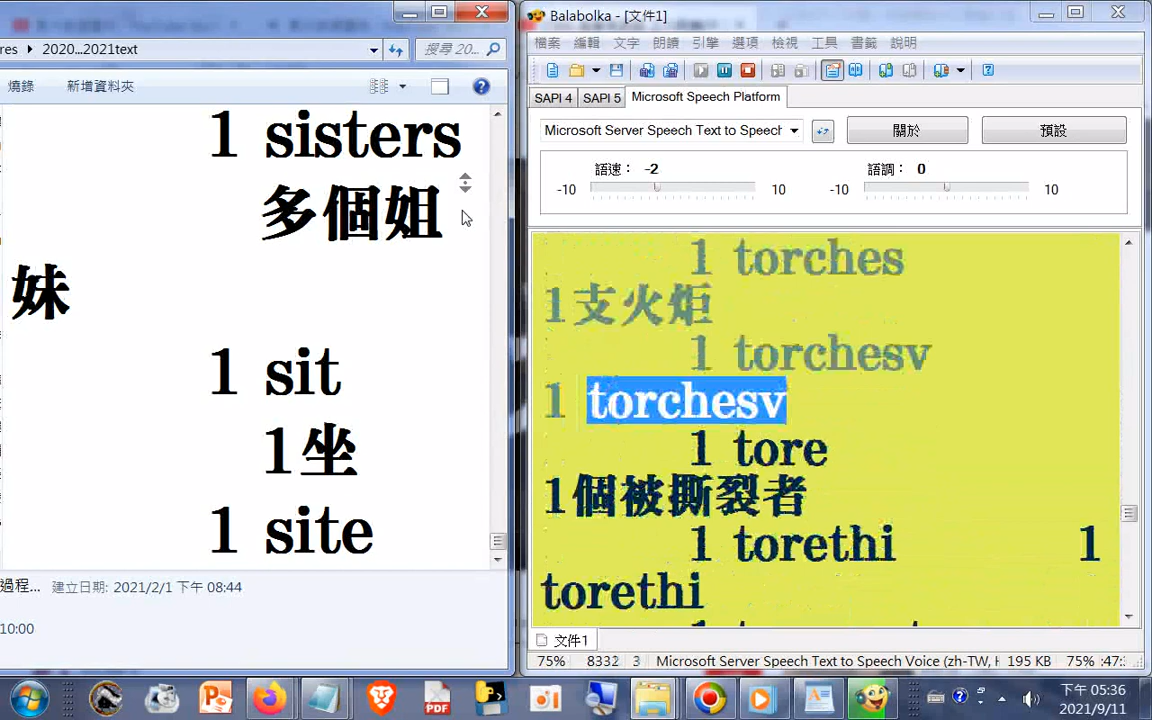 res ▸ 2020...2021text
搜尋 20...
燒錄 新增資料夾
1 sisters
多個姐
妹
1 sit
1坐
1 site
過程... 建立日期: 2021/2/1 下午 08:44
10:00
Balabolka - [文件1]
檔案 編輯 文字 朗讀 引擎 選項 檢視 工具 書籤 說明
SAPI 4 SAPI 5 Microsoft Speech Platform
Microsoft Server Speech Text to Speech 關於 預設
語速： -2 語調： 0
-10 10 -10 10
1 torches
1支火炬
1 torchesv
1 torchesv
1 tore
1個被撕裂者
1 torethi 1
torethi
文件1
75% 8332 3 Microsoft Server Speech Text to Speech Voice (zh-TW, H 195 KB 75% :47:
PDF
下午 05:36
2021/9/11